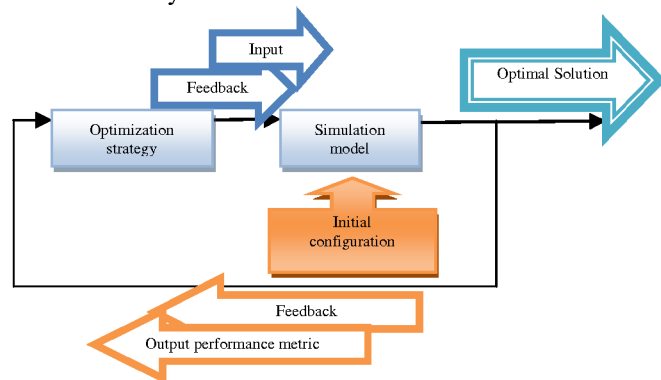 Input
Feedback
Optimal Solution
Optimization
strategy
Simulation
model
Initial
configuration
Feedback
Output performance metric